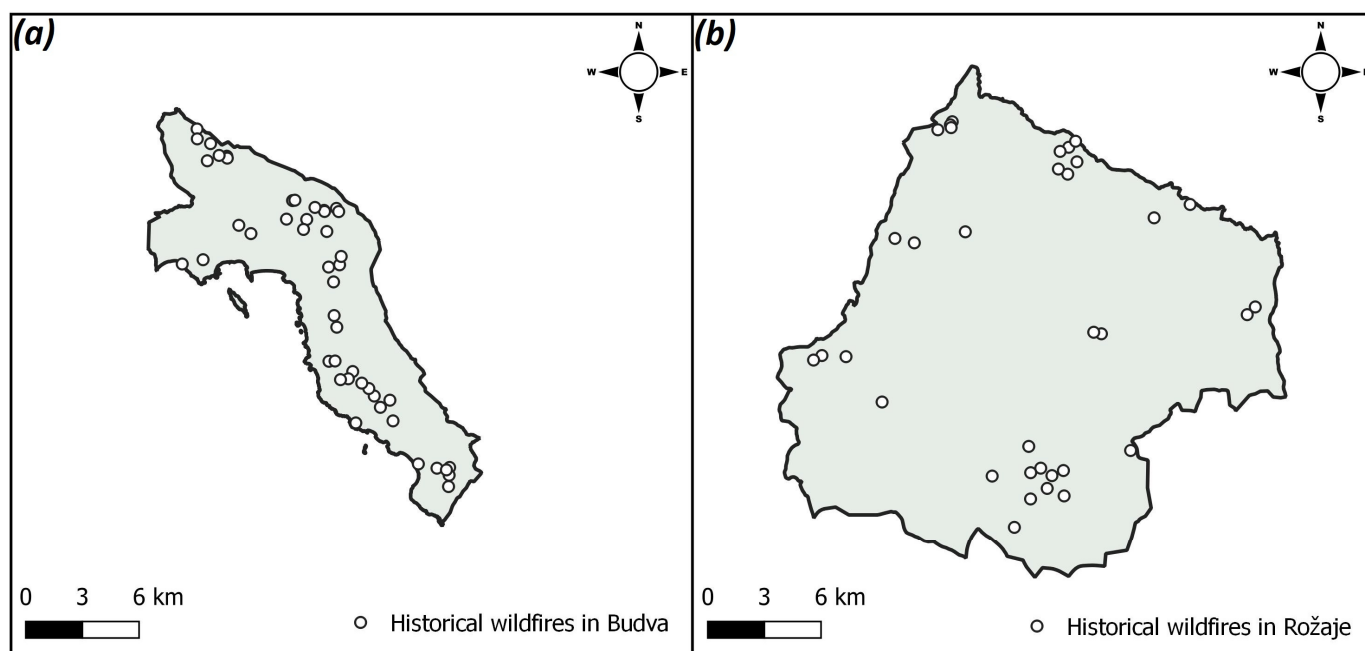 (a)
N
W E
S
0 3 6 km
Historical wildfires in Budva
(b)
N
W E
S
0 3 6 km
Historical wildfires in Rožaje